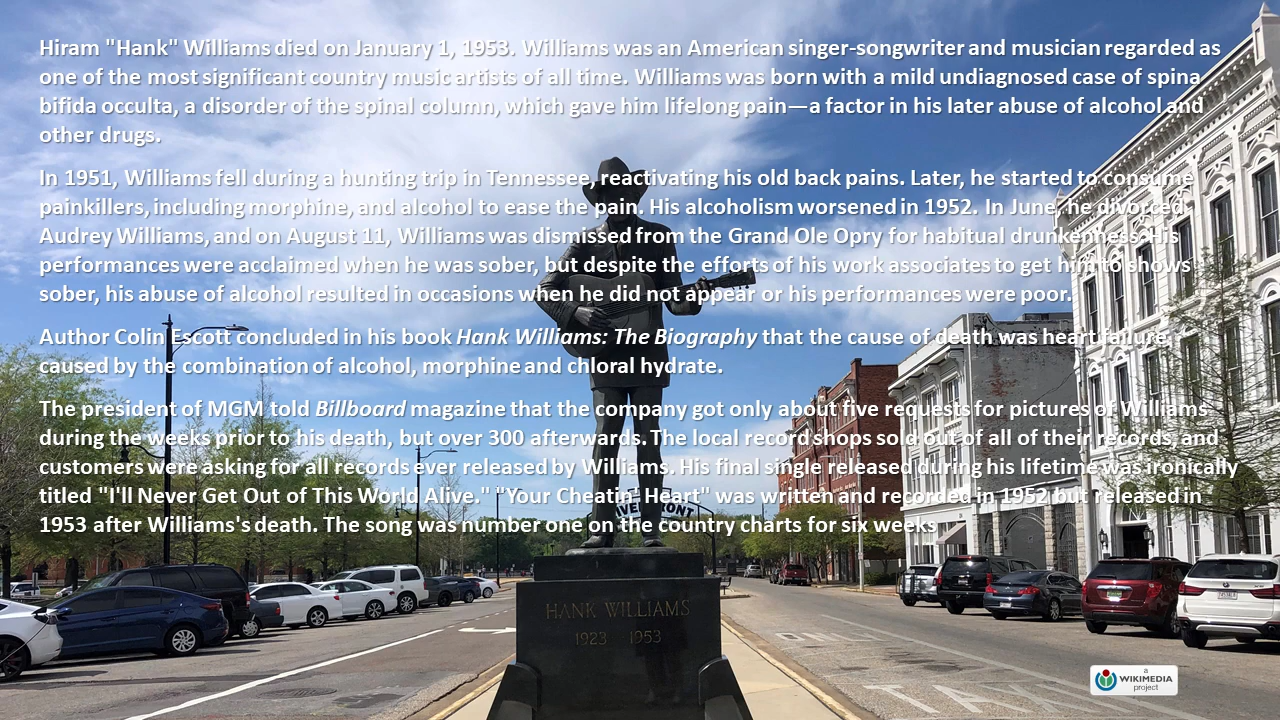 Hiram "Hank" Williams died on January 1, 1953. Williams was an American singer-songwriter and musician regarded as
one of the most significant country music artists of all time. Williams was born with a mild undiagnosed case of spina
bifida occulta, a disorder of the spinal column, which gave him lifelong pain—a factor in his later abuse of alcohol and
other drugs.
In 1951, Williams fell during a hunting trip in Tennessee, reactivating his old back pains. Later, he started to consume
painkillers, including morphine, and alcohol to ease the pain. His alcoholism worsened in 1952. In June, he divorced
Audrey Williams, and on August 11, Williams was dismissed from the Grand Ole Opry for habitual drunkenness. His
performances were acclaimed when he was sober, but despite the efforts of his work associates to get him to shows
sober, his abuse of alcohol resulted in occasions when he did not appear or his performances were poor.
Author Colin Escott concluded in his book Hank Williams: The Biography that the cause of death was heart failure,
caused by the combination of alcohol, morphine and chloral hydrate.
The president of MGM told Billboard magazine that the company got only about five requests for pictures of Williams
during the weeks prior to his death, but over 300 afterwards. The local record shops sold out of all of their records, and
customers were asking for all records ever released by Williams. His final single released during his lifetime was ironically
titled "I'll Never Get Out of This World Alive." "Your Cheatin' Heart" was written and recorded in 1952 but released in
1953 after Williams's death. The song was number one on the country charts for six weeks
RIVERFRONT
HANK WILLIAMS
1923 1953
ONLY
TAXI
a
WIKIMEDIA
project